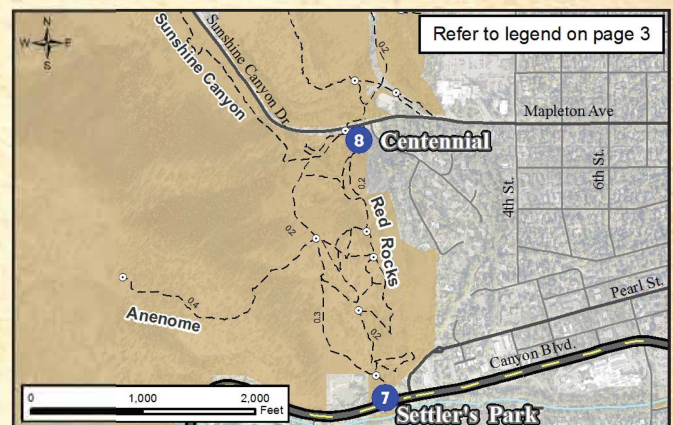 Refer to legend on page 3
N
W E
S
Sunshine Canyon Dr.
Sunshine Canyon
0.2
Mapleton Ave
8 Centennial
0.2
Red Rocks
4th St.
6th St.
0.2
0.4
Anenome
0.3
0.2
Pearl St.
Canyon Blvd.
7
Settler's Park
0 1,000 2,000
Feet